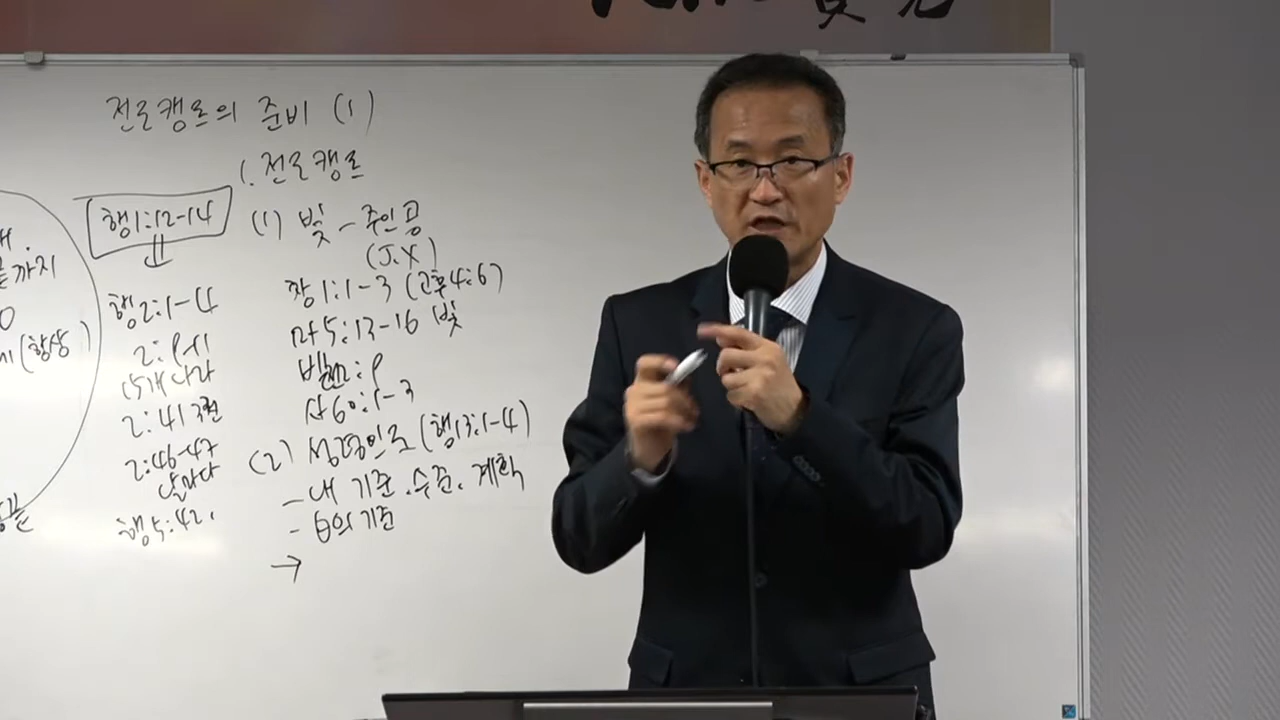 전도캠프의 준비 (1)
1. 전도캠프
행1:12-14
(1) 빛 - 주인공
(J.X)
창1:1-3 (고후4:6)
마5:13-16 빛
사60:1-3
(2) 성령인도 (행13:1-4)
- 내 기준. 수준. 계획
의 기준
→
행2:1-4
2:9-11
15개 나라
2:41 3천
2:46-47
날마다
행5:42.
까지
(항상)